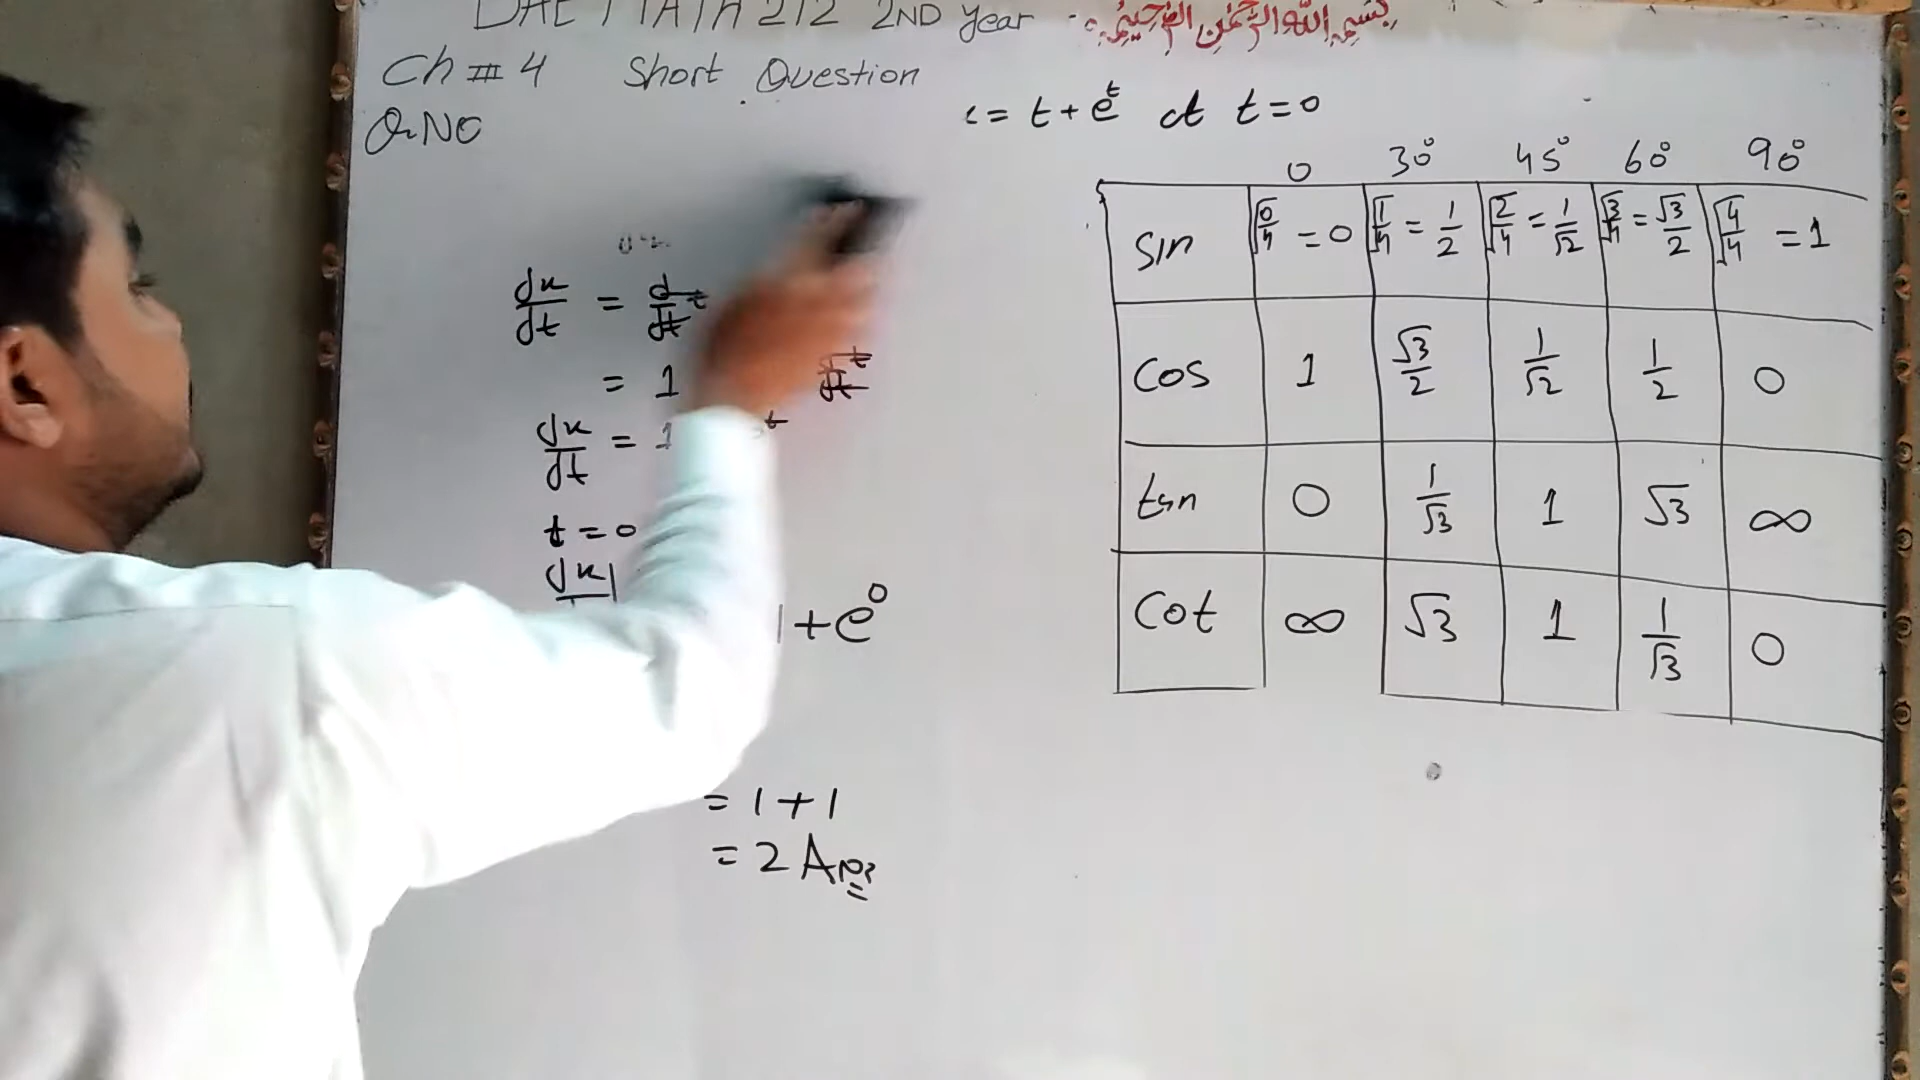 DAE MATH 212 2ND Year
بسم الله الرحمن الرحيم
Ch # 4 Short Question
Q.NO
= t + e^t at t = 0
dx/dt = d/dt t
= 1
dx/dt = 1
t = 0
dx
1 + e^0
= 1 + 1
= 2 Ans
0 30° 45° 60° 90°
sin √0/4 = 0 √1/4 = 1/2 √2/4 = 1/√2 √3/4 = √3/2 √4/4 = 1
cos 1 √3/2 1/√2 1/2 0
tan 0 1/√3 1 √3 ∞
cot ∞ √3 1 1/√3 0